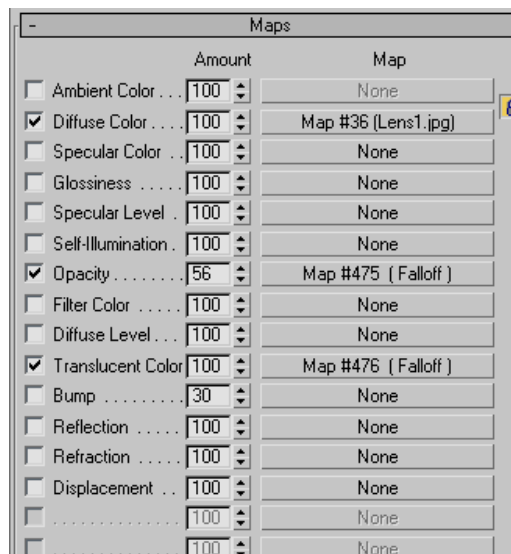 - Maps
Amount Map
Ambient Color . . . 100 None
Diffuse Color . . . . 100 Map #36 (Lens1.jpg)
Specular Color . . 100 None
Glossiness . . . . . 100 None
Specular Level . 100 None
Self-Illumination . 100 None
Opacity . . . . . . . . 56 Map #475 ( Falloff )
Filter Color . . . . . 100 None
Diffuse Level . . . 100 None
Translucent Color 100 Map #476 ( Falloff )
Bump . . . . . . . . . 30 None
Reflection . . . . . 100 None
Refraction . . . . . 100 None
Displacement . . 100 None
. . . . . . . . . . . . . . 100 None
. . . . . . . . . . . . . . 100 None